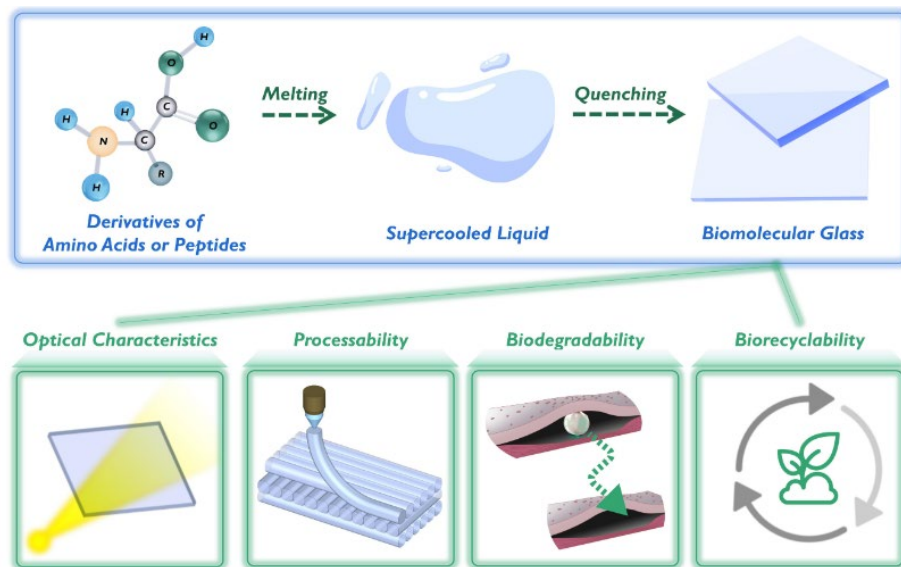 H
O
Melting
Quenching
H
C
O
H
N
C
R
H
Derivatives of
Amino Acids or Peptides
Supercooled Liquid
Biomolecular Glass
Optical Characteristics
Processability
Biodegradability
Biorecyclability